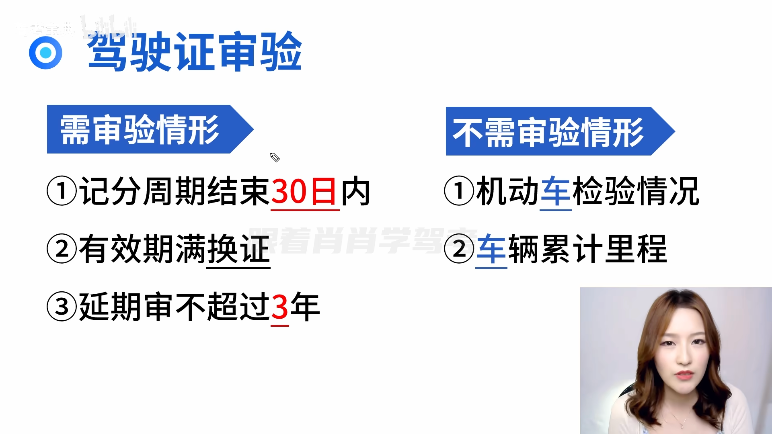 驾驶证审验
需审验情形
①记分周期结束30日内
②有效期满换证
③延期审不超过3年
不需审验情形
①机动车检验情况
②车辆累计里程
跟着肖肖学驾考